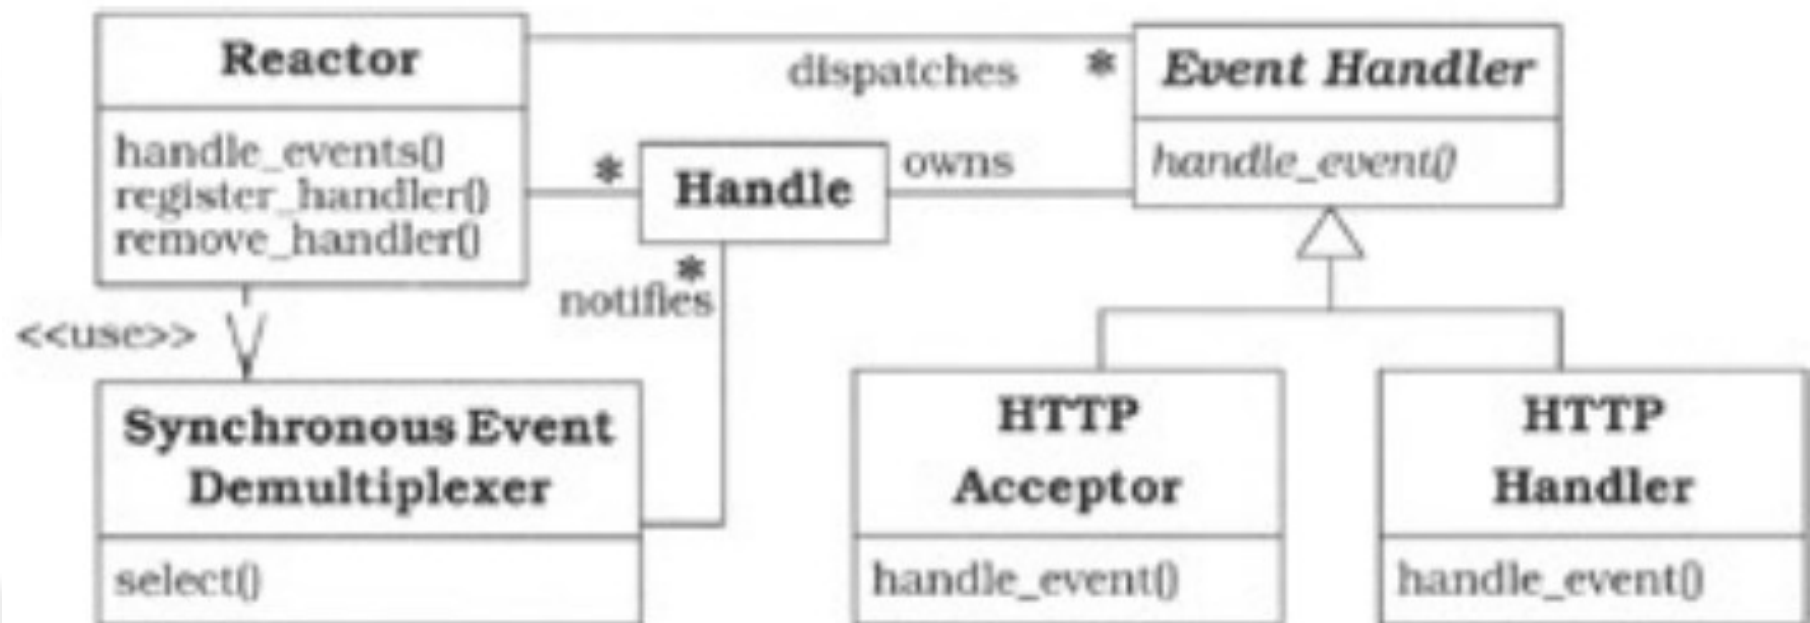 Reactor
handle_events()
register_handler()
remove_handler()
dispatches
*
Event Handler
handle_event()
*
Handle
owns
*
notifies
<<use>>
Synchronous Event
Demultiplexer
select()
HTTP
Acceptor
handle_event()
HTTP
Handler
handle_event()